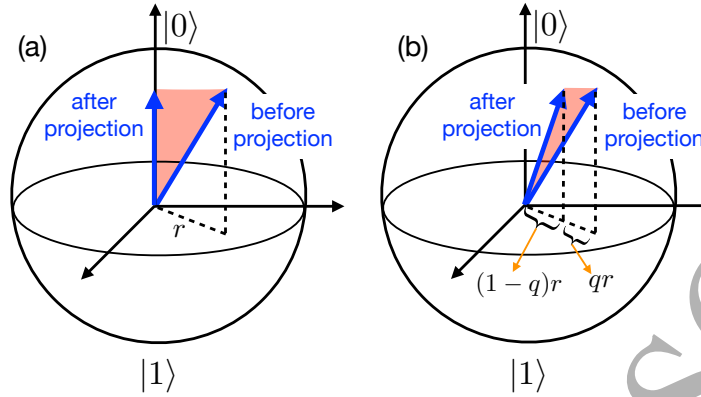 (a)
|0⟩
after
projection
before
projection
r
|1⟩
(b)
|0⟩
after
projection
before
projection
(1 − q)r
qr
|1⟩